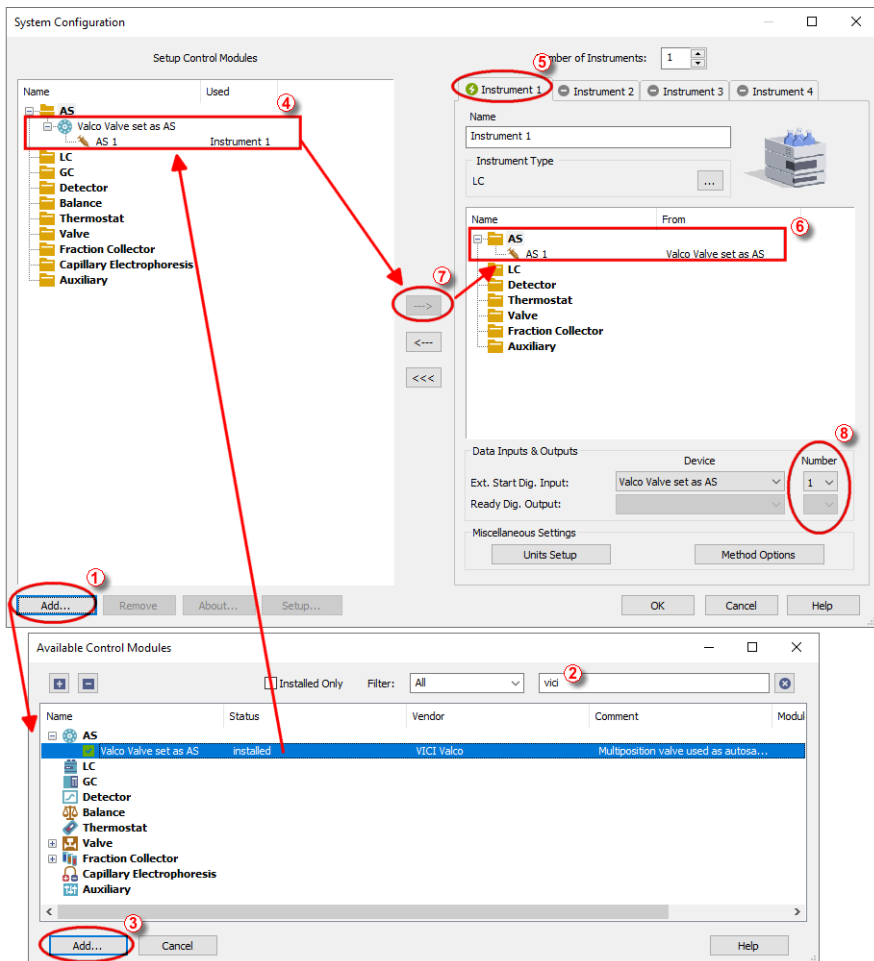 System Configuration
Setup Control Modules
Name Used
④
AS
Valco Valve set as AS
AS 1 Instrument 1
LC
GC
Detector
Balance
Thermostat
Valve
Fraction Collector
Capillary Electrophoresis
Auxiliary
①
Add... Remove About... Setup...
⑦
--->
<---
<<<
Number of Instruments: 1
⑤
Instrument 1 Instrument 2 Instrument 3 Instrument 4
Name
Instrument 1
Instrument Type
LC ...
Name From
⑥
AS
AS 1 Valco Valve set as AS
LC
Detector
Thermostat
Valve
Fraction Collector
Auxiliary
⑧
Data Inputs & Outputs
Device Number
Ext. Start Dig. Input: Valco Valve set as AS 1
Ready Dig. Output:
Miscellaneous Settings
Units Setup Method Options
OK Cancel Help
Available Control Modules
Installed Only Filter: All vici ②
Name Status Vendor Comment Modul
AS
Valco Valve set as AS installed VICI Valco Multiposition valve used as autosa...
LC
GC
Detector
Balance
Thermostat
Valve
Fraction Collector
Capillary Electrophoresis
Auxiliary
③
Add... Cancel Help